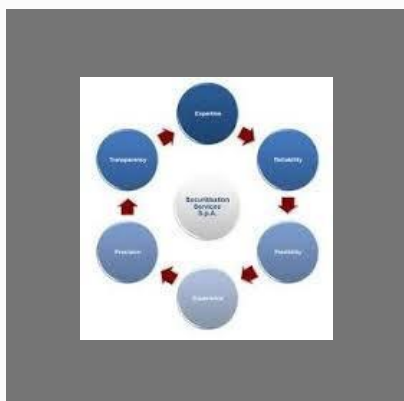 Expertise
Reliability
Flexibility
Experience
Precision
Transparency
Securitisation
Services
S.p.A.